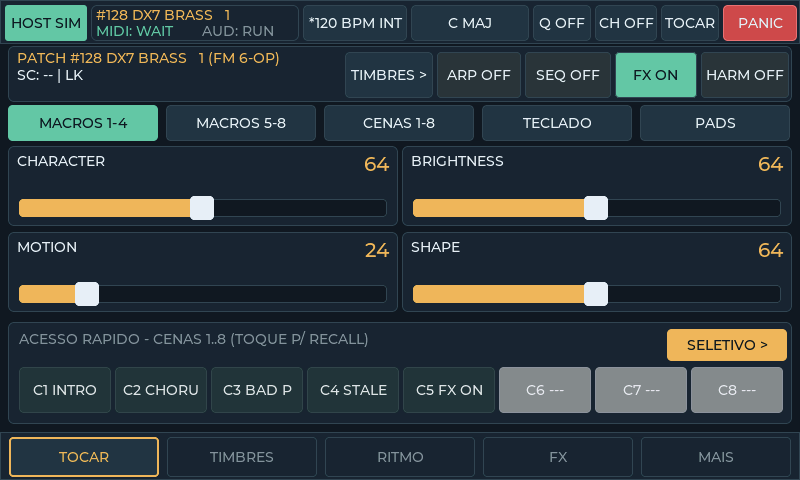 HOST SIM
#128 DX7 BRASS   1
MIDI: WAIT AUD: RUN
*120 BPM INT
C MAJ
Q OFF
CH OFF
TOCAR
PANIC
PATCH #128 DX7 BRASS   1 (FM 6-OP)
SC: -- | LK
TIMBRES >
ARP OFF
SEQ OFF
FX ON
HARM OFF
MACROS 1-4
MACROS 5-8
CENAS 1-8
TECLADO
PADS
CHARACTER
64
BRIGHTNESS
64
MOTION
24
SHAPE
64
ACESSO RAPIDO - CENAS 1..8 (TOQUE P/ RECALL)
SELETIVO >
C1 INTRO
C2 CHORU
C3 BAD P
C4 STALE
C5 FX ON
C6 ---
C7 ---
C8 ---
TOCAR
TIMBRES
RITMO
FX
MAIS